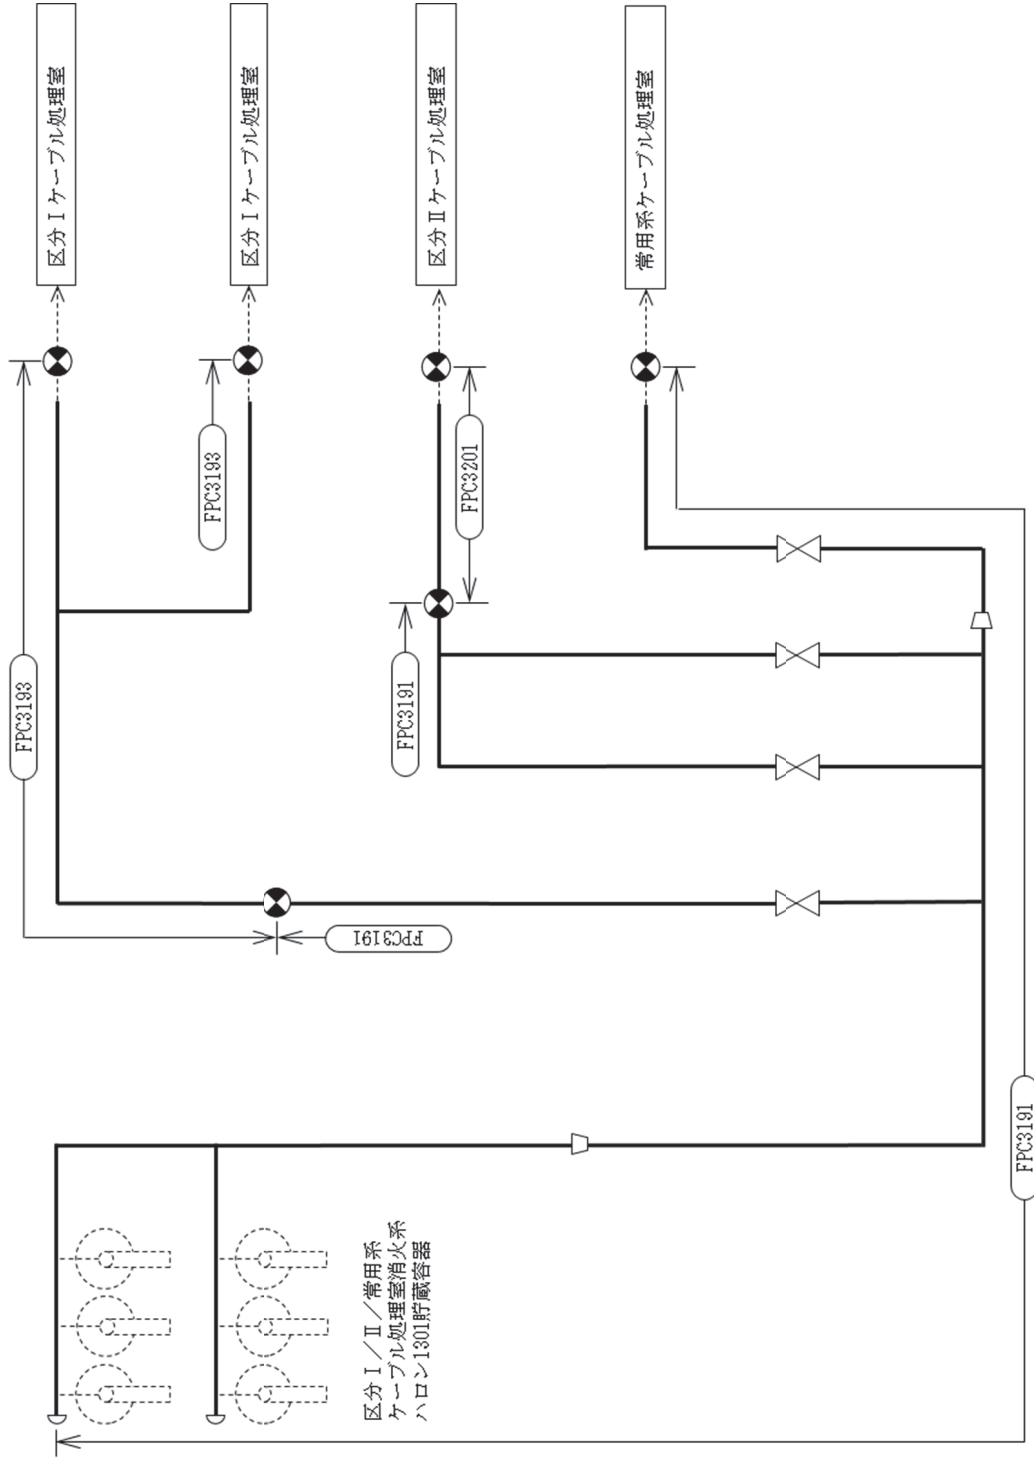 区分Ⅰケーブル処理室
区分Ⅰケーブル処理室
区分Ⅱケーブル処理室
常用系ケーブル処理室
FPC3193
FPC3193
FPC3201
FPC3191
FPC3191
FPC3191
区分Ⅰ／Ⅱ／常用系
ケーブル処理室消火系
ハロン1301貯蔵容器